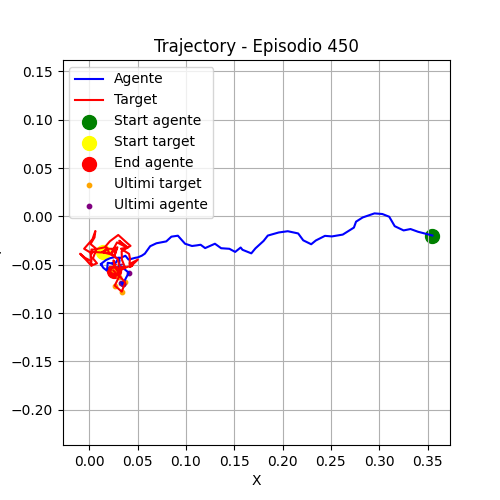 Trajectory - Episodio 450
Agente
Target
Start agente
Start target
End agente
Ultimi target
Ultimi agente
0.15
0.10
0.05
0.00
−0.05
−0.10
−0.15
−0.20
0.00 0.05 0.10 0.15 0.20 0.25 0.30 0.35
X